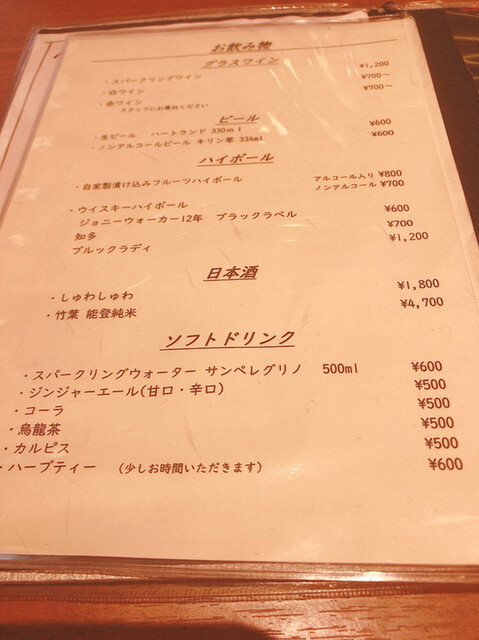 お飲み物
グラスワイン
・スパークリングワイン ¥1,200
・白ワイン ¥700〜
・赤ワイン ¥700〜
スタッフにお尋ねください
ビール
・生ビール ハートランド 330ml ¥600
・ノンアルコールビール キリン零 334ml ¥600
ハイボール
・自家製漬け込みフルーツハイボール アルコール入り ¥800
ノンアルコール ¥700
・ウイスキーハイボール
ジョニーウォーカー12年 ブラックラベル ¥600
知多 ¥700
ブルックラディ ¥1,200
日本酒
・しゅわしゅわ ¥1,800
・竹葉 能登純米 ¥4,700
ソフトドリンク
・スパークリングウォーター サンペレグリノ 500ml ¥600
・ジンジャーエール(甘口・辛口) ¥500
・コーラ ¥500
・烏龍茶 ¥500
・カルピス ¥500
・ハーブティー (少しお時間いただきます) ¥600